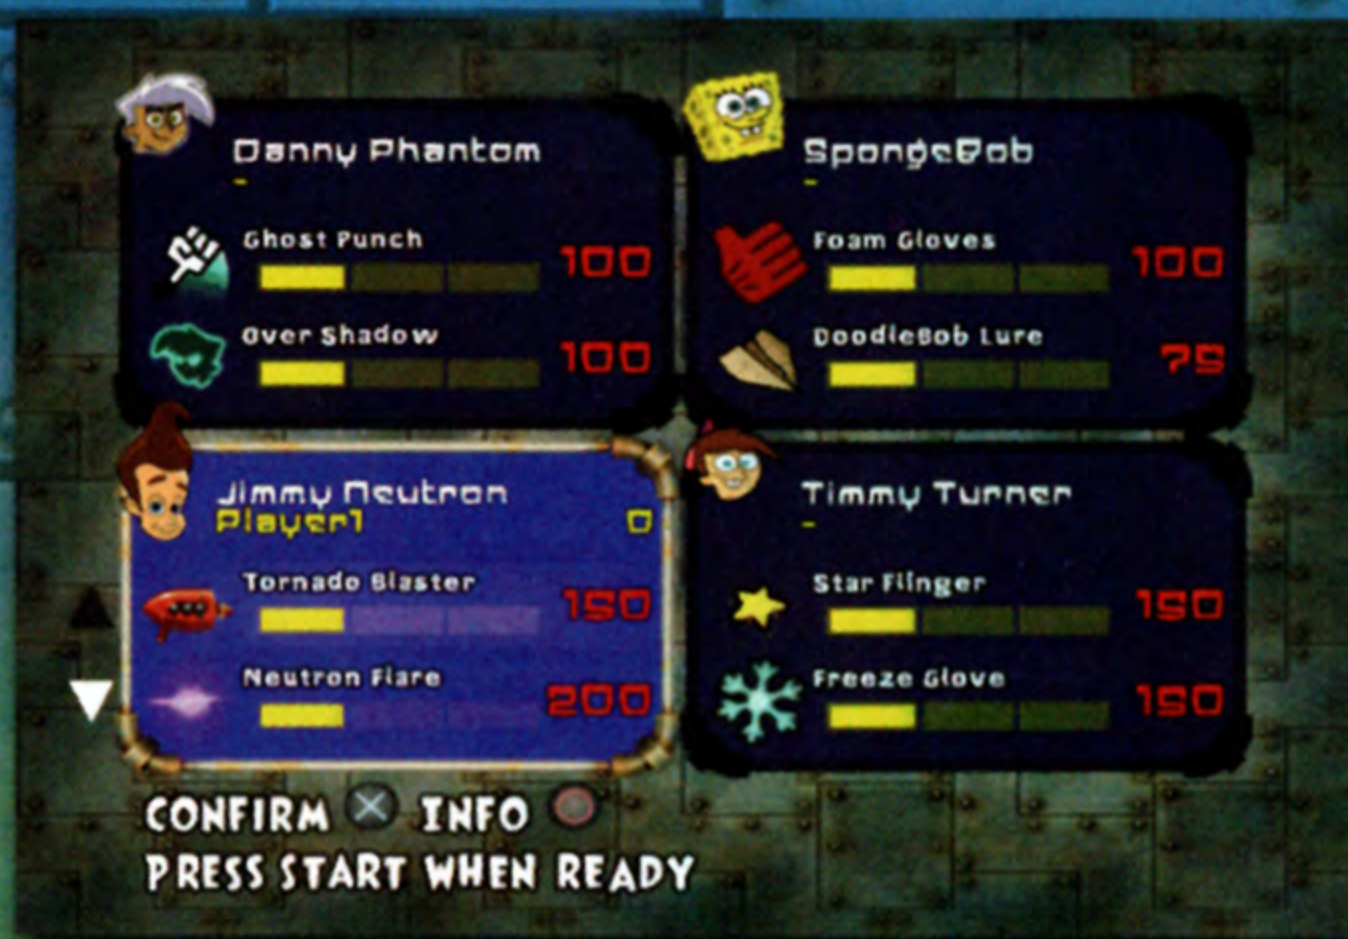 Danny Phantom
-
Ghost Punch
100
Over Shadow
100
SpongeBob
-
Foam Gloves
100
DoodleBob Lure
75
Jimmy Neutron
Player1 0
Tornado Blaster
150
Neutron Flare
200
Timmy Turner
-
Star Flinger
150
Freeze Glove
150
CONFIRM INFO
PRESS START WHEN READY